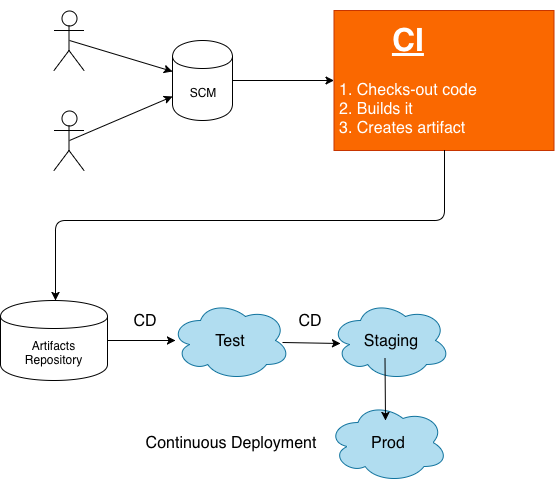 CI
SCM
1. Checks-out code
2. Builds it
3. Creates artifact
Artifacts
Repository
CD
Test
CD
Staging
Continuous Deployment
Prod